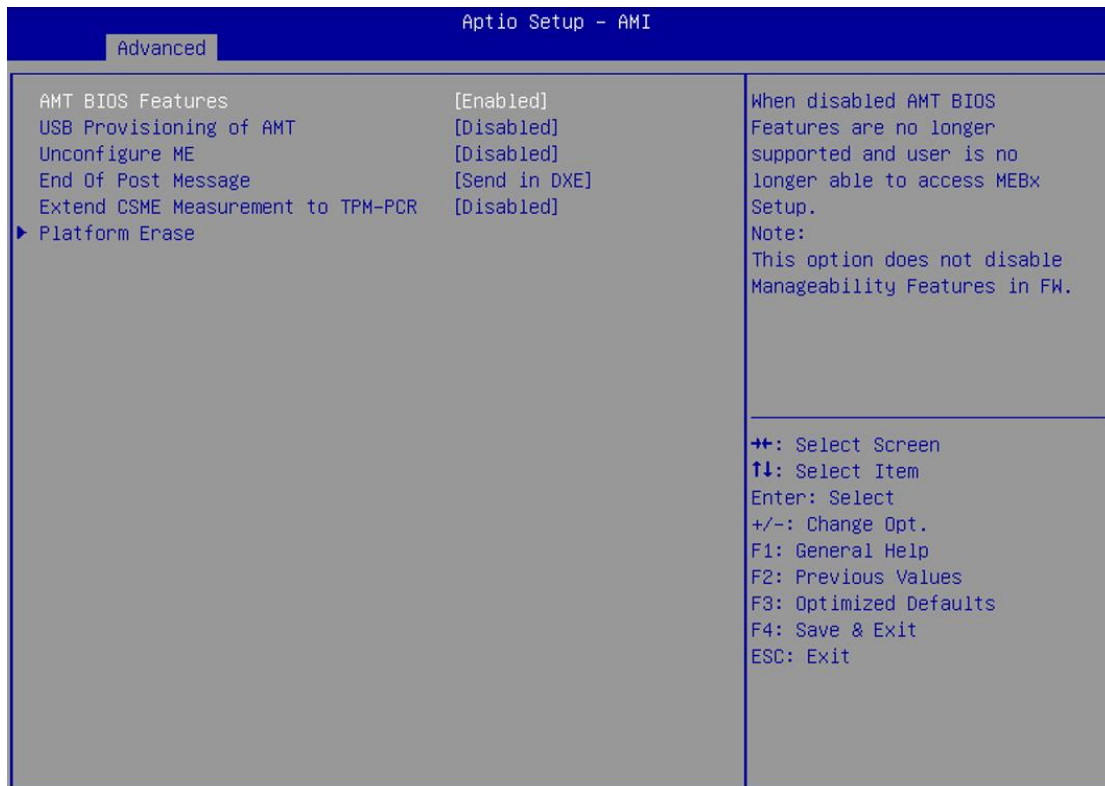 Aptio Setup – AMI
Advanced
AMT BIOS Features [Enabled]
USB Provisioning of AMT [Disabled]
Unconfigure ME [Disabled]
End Of Post Message [Send in DXE]
Extend CSME Measurement to TPM-PCR [Disabled]
▶ Platform Erase
When disabled AMT BIOS
Features are no longer
supported and user is no
longer able to access MEBx
Setup.
Note:
This option does not disable
Manageability Features in FW.
→←: Select Screen
↑↓: Select Item
Enter: Select
+/-: Change Opt.
F1: General Help
F2: Previous Values
F3: Optimized Defaults
F4: Save & Exit
ESC: Exit